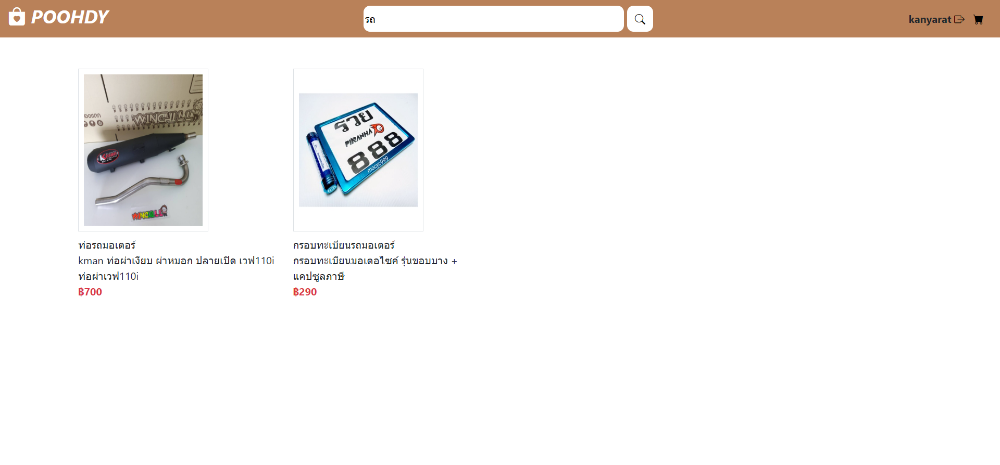 POOHDY
รถ
kanyarat
WINCHILL
K
WINCHILL
รวย
PIRANHA
888
mocyc999
ท่อรถมอเตอร์
kman ท่อผ่าเงียบ ผ่าหมอก ปลายเปิด เวฟ110i
ท่อผ่าเวฟ110i
฿700
กรอบทะเบียนรถมอเตอร์
กรอบทะเบียนมอเตอไซค์ รุ่นขอบบาง +
แคปซูลภาษี
฿290